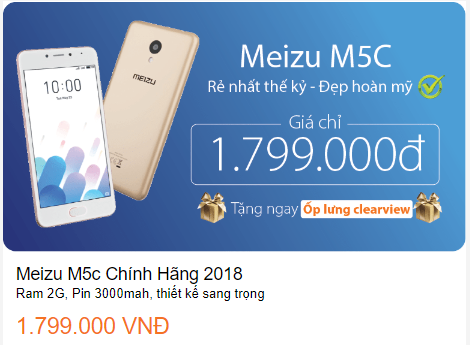 Meizu M5C
Rẻ nhất thế kỷ - Đẹp hoàn mỹ
10:00
MEIZU
Giá chỉ
1.799.000đ
Tặng ngay Ốp lưng clearview
Meizu M5c Chính Hãng 2018
Ram 2G, Pin 3000mah, thiết kế sang trọng
1.799.000 VNĐ